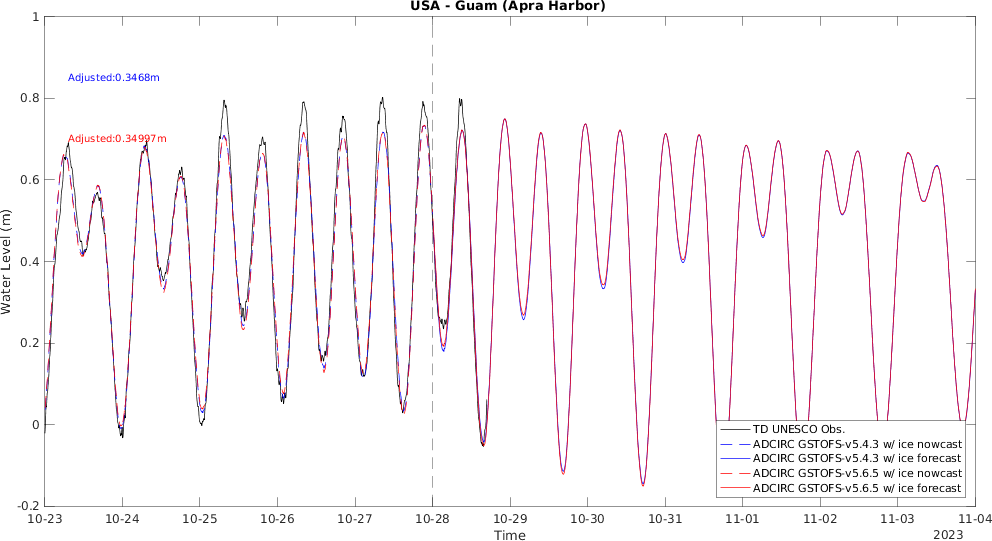 USA - Guam (Apra Harbor)
Adjusted:0.3468m
Adjusted:0.34997m
Water Level (m)
1
0.8
0.6
0.4
0.2
0
-0.2
TD UNESCO Obs.
ADCIRC GSTOFS-v5.4.3 w/ ice nowcast
ADCIRC GSTOFS-v5.4.3 w/ ice forecast
ADCIRC GSTOFS-v5.6.5 w/ ice nowcast
ADCIRC GSTOFS-v5.6.5 w/ ice forecast
10-23 10-24 10-25 10-26 10-27 10-28 10-29 10-30 10-31 11-01 11-02 11-03 11-04
Time
2023